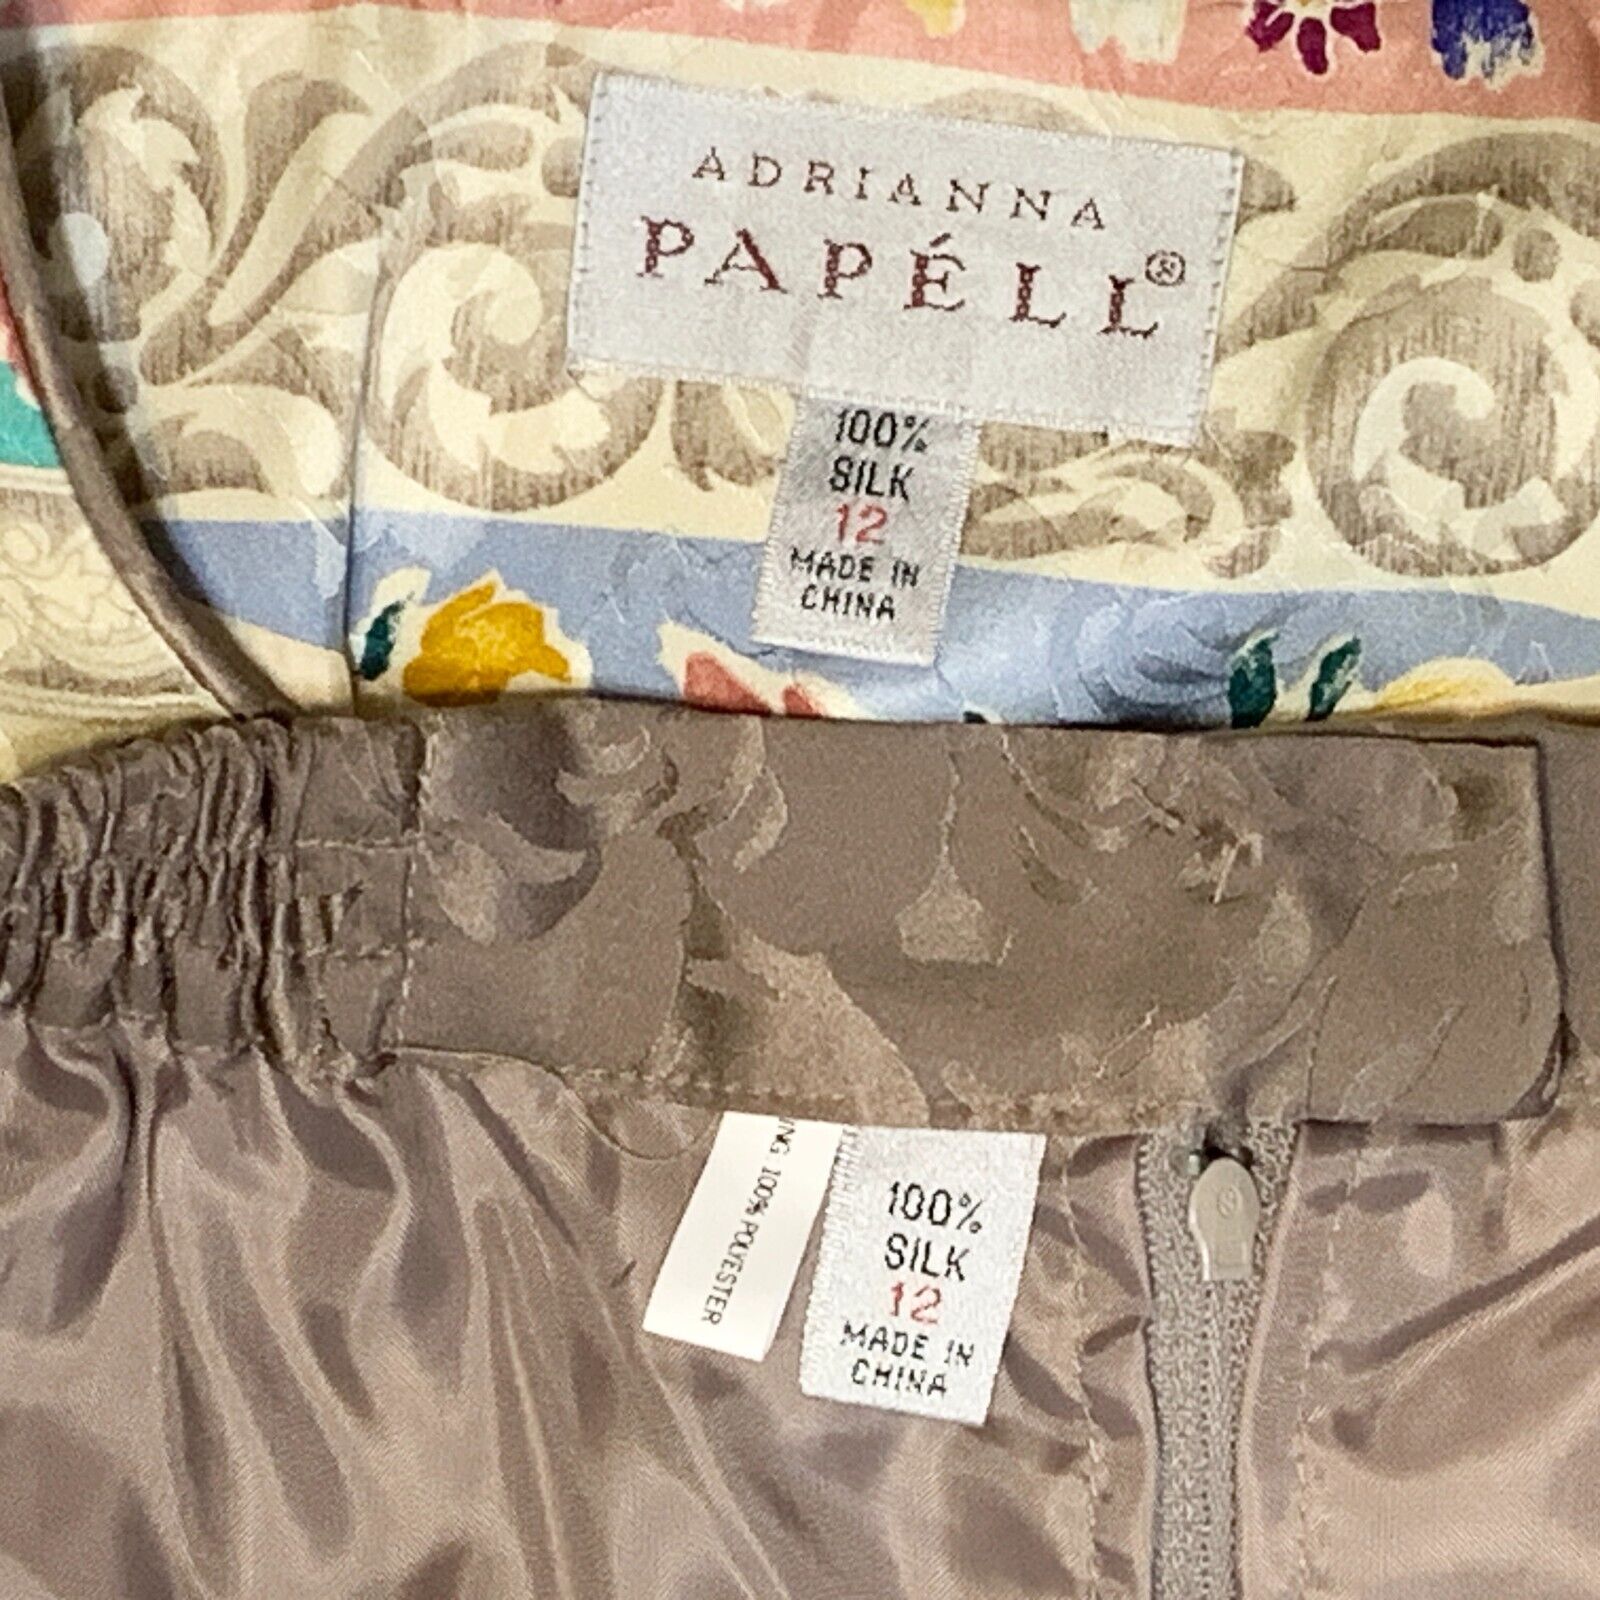 ADRIANNA
PAPÉLL®
100%
SILK
12
MADE IN
CHINA
100% POLYESTER
100%
SILK
12
MADE IN
CHINA